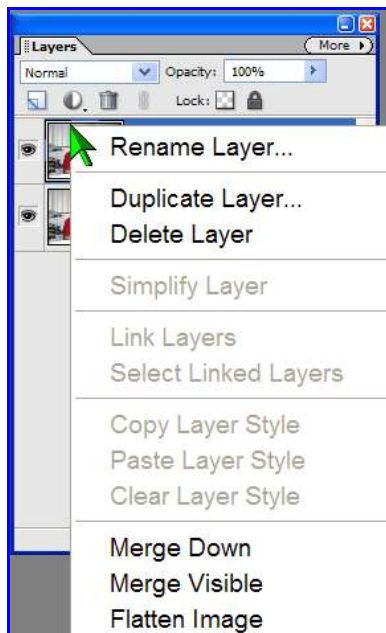 Layers
More
Normal
Opacity: 100%
Lock:
Rename Layer...
Duplicate Layer...
Delete Layer
Simplify Layer
Link Layers
Select Linked Layers
Copy Layer Style
Paste Layer Style
Clear Layer Style
Merge Down
Merge Visible
Flatten Image